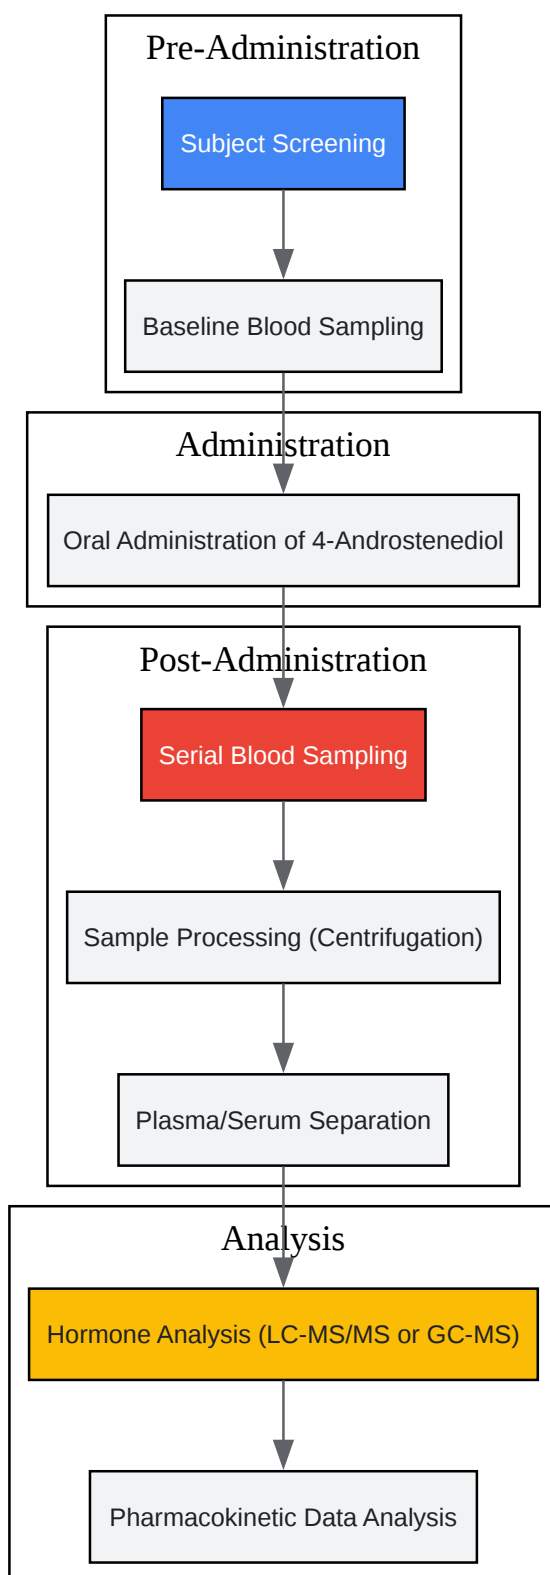 Pre-Administration
Subject Screening
Baseline Blood Sampling
Administration
Oral Administration of 4-Androstenediol
Post-Administration
Serial Blood Sampling
Sample Processing (Centrifugation)
Plasma/Serum Separation
Analysis
Hormone Analysis (LC-MS/MS or GC-MS)
Pharmacokinetic Data Analysis